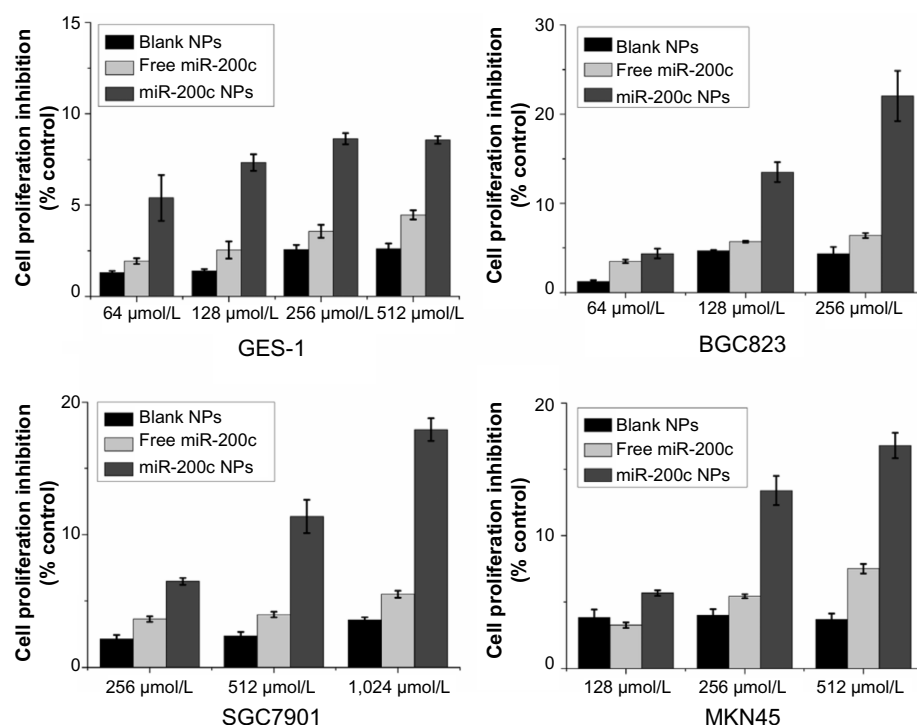 Cell proliferation inhibition
(% control)
15
10
5
0
Blank NPs
Free miR-200c
miR-200c NPs
64 µmol/L 128 µmol/L 256 µmol/L 512 µmol/L
GES-1
Cell proliferation inhibition
(% control)
30
20
10
0
Blank NPs
Free miR-200c
miR-200c NPs
64 µmol/L 128 µmol/L 256 µmol/L
BGC823
Cell proliferation inhibition
(% control)
20
10
0
Blank NPs
Free miR-200c
miR-200c NPs
256 µmol/L 512 µmol/L 1,024 µmol/L
SGC7901
Cell proliferation inhibition
(% control)
20
10
0
Blank NPs
Free miR-200c
miR-200c NPs
128 µmol/L 256 µmol/L 512 µmol/L
MKN45